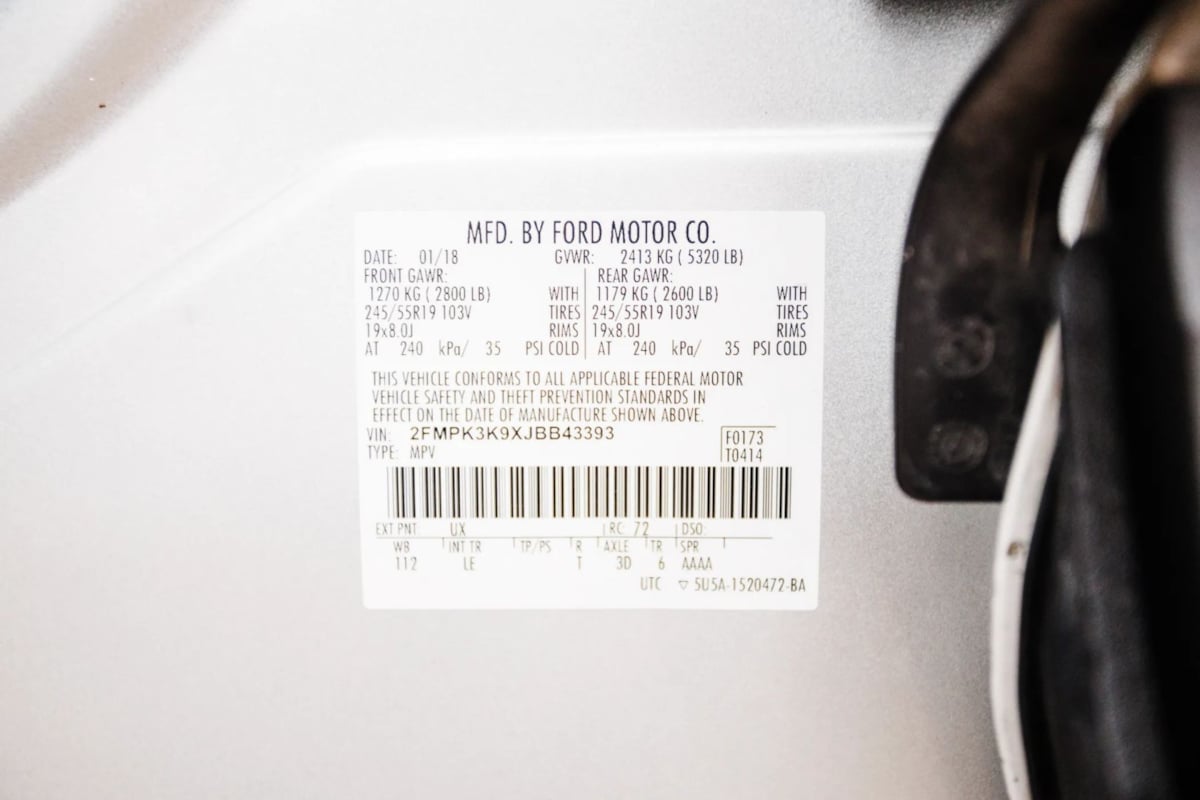 MFD. BY FORD MOTOR CO.
DATE: 01/18 GVWR: 2413 KG ( 5320 LB)
FRONT GAWR: REAR GAWR:
1270 KG ( 2800 LB) WITH 1179 KG ( 2600 LB) WITH
245/55R19 103V TIRES 245/55R19 103V TIRES
19x8.0J RIMS 19x8.0J RIMS
AT 240 kPa/ 35 PSI COLD AT 240 kPa/ 35 PSI COLD
THIS VEHICLE CONFORMS TO ALL APPLICABLE FEDERAL MOTOR
VEHICLE SAFETY AND THEFT PREVENTION STANDARDS IN
EFFECT ON THE DATE OF MANUFACTURE SHOWN ABOVE.
VIN: 2FMPK3K9XJBB43393 F0173
TYPE: MPV T0414
EXT PNT: UX RC: 72 DSO:
WB INT TR TP/PS R AXLE TR SPR
112 LE T 3D 6 AAAA
UTC ▽ 5U5A-1520472-BA